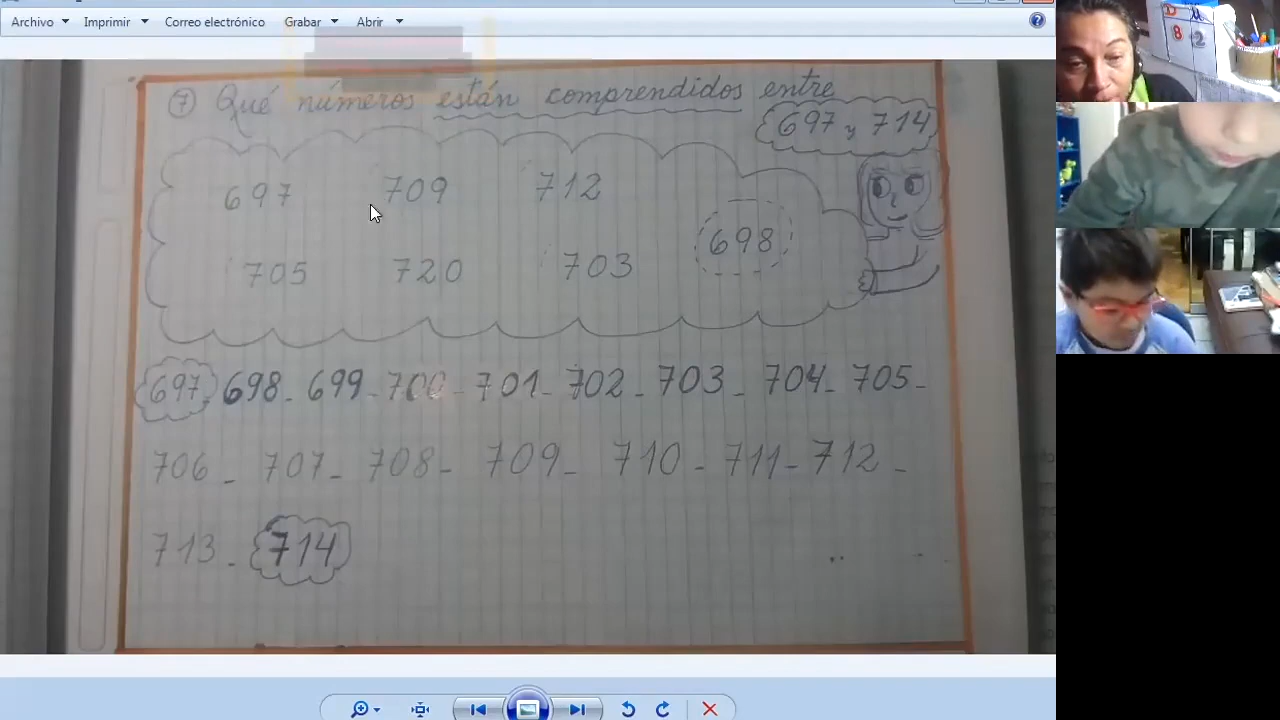 Archivo Imprimir Correo electrónico Grabar Abrir
⑦ Qué números están comprendidos entre
697 y 714
697 709 712
698
705 720 703
697 698 - 699 - 700 - 701 - 702 - 703 - 704 - 705 -
706 - 707 - 708 - 709 - 710 - 711 - 712 -
713 - 714
D U
8 2